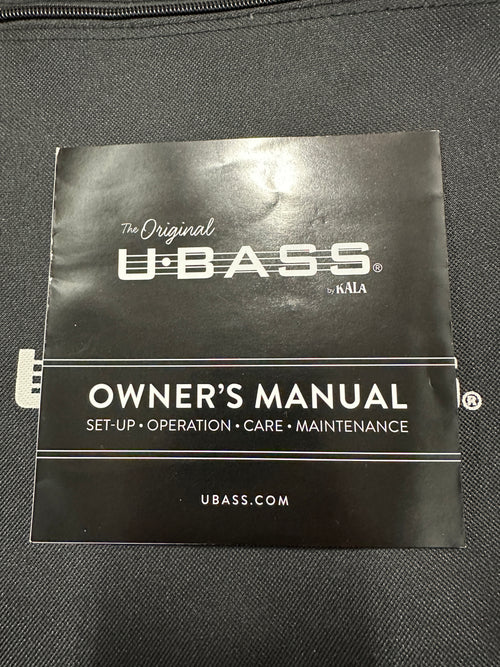 The Original
U•BASS®
by KALA
OWNER'S MANUAL
SET-UP • OPERATION • CARE • MAINTENANCE
®
UBASS.COM